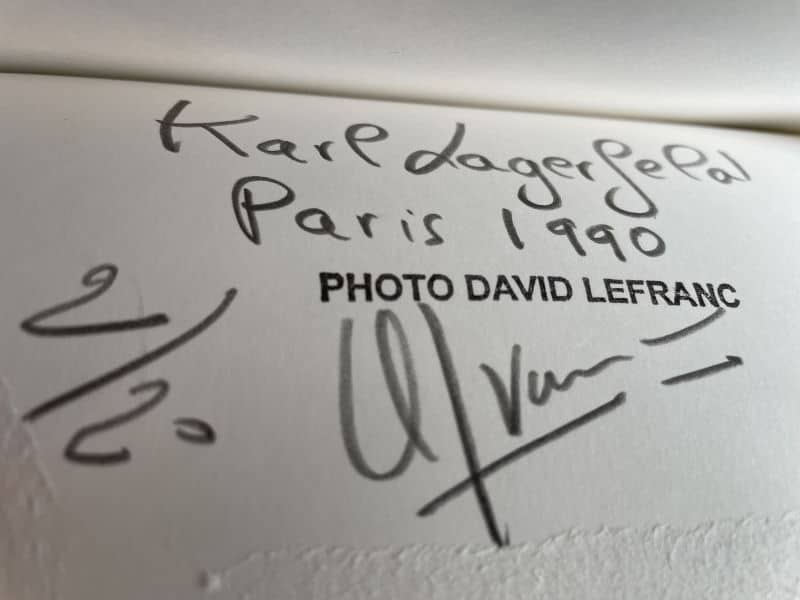 Karl Lagerfeld
Paris 1990
PHOTO DAVID LEFRANC
2/20